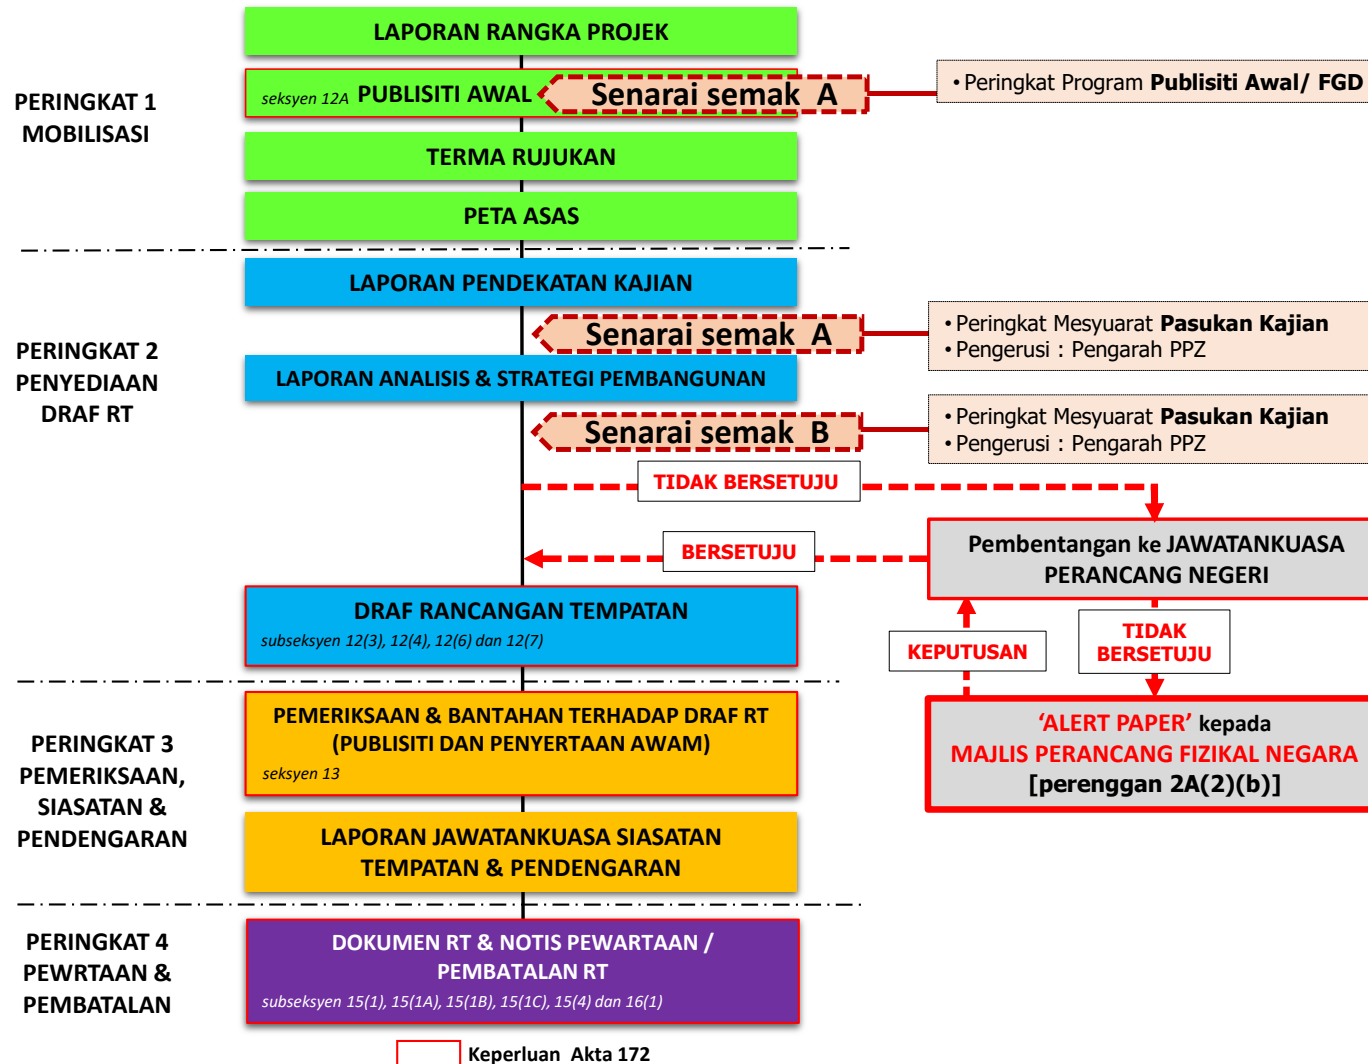 LAPORAN RANGKA PROJEK
PERINGKAT 1
MOBILISASI
seksyen 12A PUBLISITI AWAL
Senarai semak A
• Peringkat Program Publisiti Awal/ FGD
TERMA RUJUKAN
PETA ASAS
PERINGKAT 2
PENYEDIAAN
DRAF RT
LAPORAN PENDEKATAN KAJIAN
Senarai semak A
• Peringkat Mesyuarat Pasukan Kajian
• Pengerusi : Pengarah PPZ
LAPORAN ANALISIS & STRATEGI PEMBANGUNAN
Senarai semak B
• Peringkat Mesyuarat Pasukan Kajian
• Pengerusi : Pengarah PPZ
TIDAK BERSETUJU
BERSETUJU
Pembentangan ke JAWATANKUASA
PERANCANG NEGERI
DRAF RANCANGAN TEMPATAN
subseksyen 12(3), 12(4), 12(6) dan 12(7)
KEPUTUSAN
TIDAK
BERSETUJU
'ALERT PAPER' kepada
MAJLIS PERANCANG FIZIKAL NEGARA
[perenggan 2A(2)(b)]
PERINGKAT 3
PEMERIKSAAN,
SIASATAN &
PENDENGARAN
PEMERIKSAAN & BANTAHAN TERHADAP DRAF RT
(PUBLISITI DAN PENYERTAAN AWAM)
seksyen 13
LAPORAN JAWATANKUASA SIASATAN
TEMPATAN & PENDENGARAN
PERINGKAT 4
PEWRTAAN &
PEMBATALAN
DOKUMEN RT & NOTIS PEWARTAAN /
PEMBATALAN RT
subseksyen 15(1), 15(1A), 15(1B), 15(1C), 15(4) dan 16(1)
Keperluan Akta 172